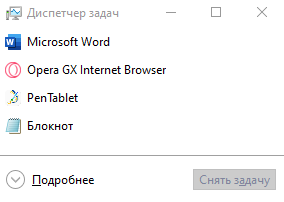 Диспетчер задач
Microsoft Word
Opera GX Internet Browser
PenTablet
Блокнот
Подробнее
Снять задачу